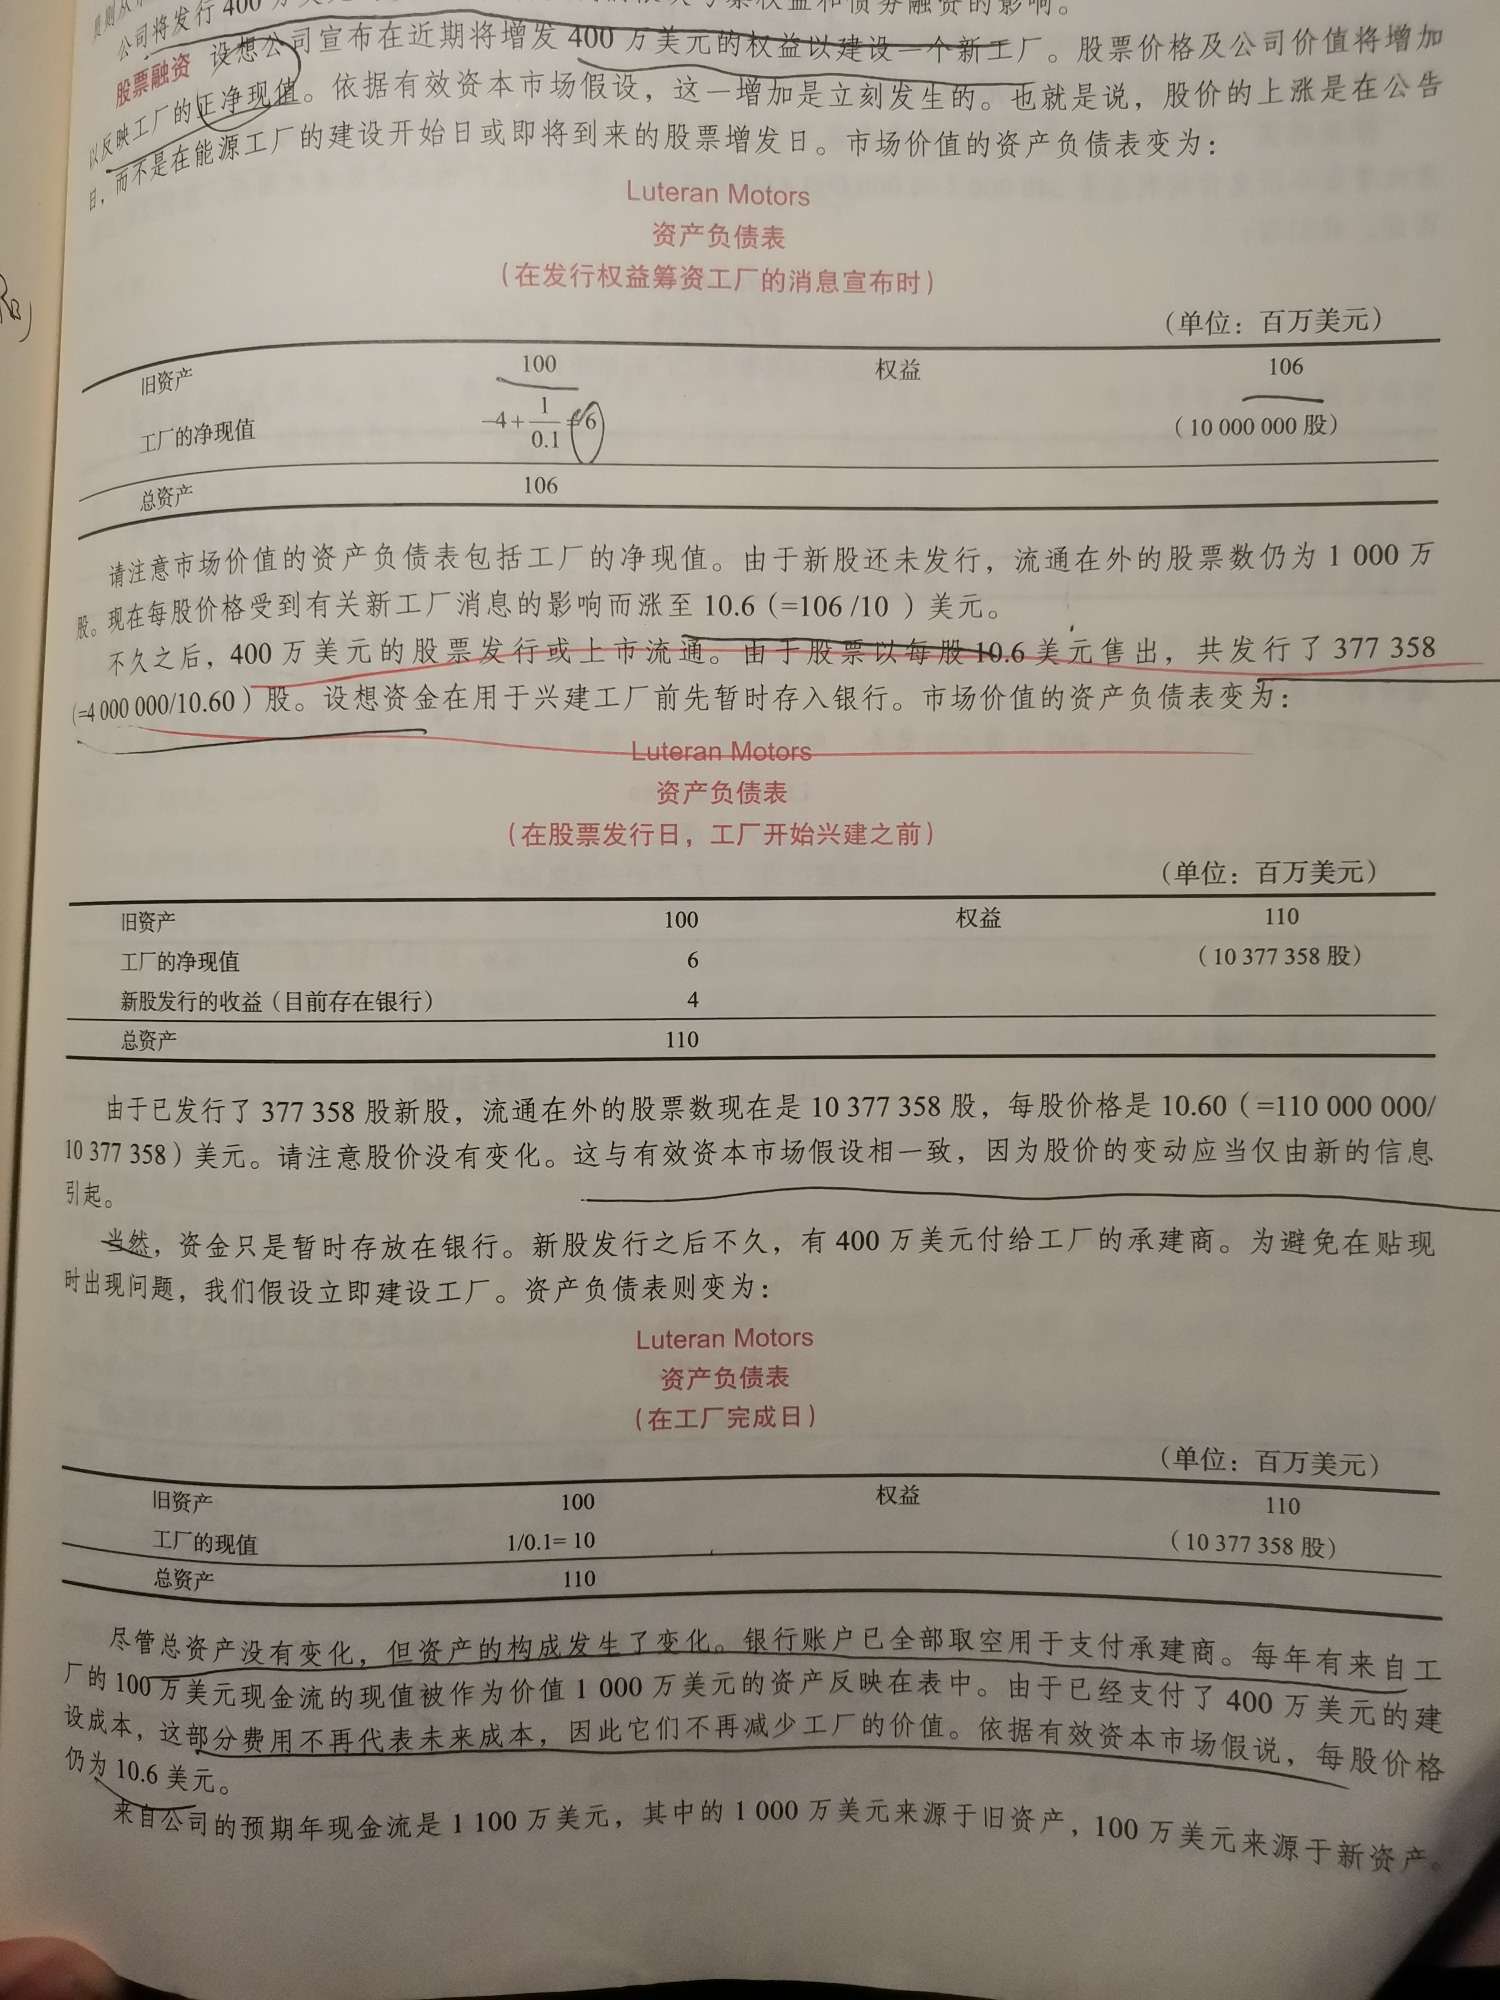 公司将发行400万美
权益和债务融资的影响。
股票融资 设想公司宣布在近期将增发400万美元的权益以建设一个新工厂。股票价格及公司价值将增加
以反映工厂的正净现值。依据有效资本市场假设，这一增加是立刻发生的。也就是说，股价的上涨是在公告
日，而不是在能源工厂的建设开始日或即将到来的股票增发日。市场价值的资产负债表变为：
Luteran Motors
资产负债表
（在发行权益筹资工厂的消息宣布时）
（单位：百万美元）
旧资产 100 权益 106
工厂的净现值 −4+1/0.1=6 （10 000 000股）
总资产 106
请注意市场价值的资产负债表包括工厂的净现值。由于新股还未发行，流通在外的股票数仍为1 000万
股。现在每股价格受到有关新工厂消息的影响而涨至10.6（=106 /10 ）美元。
不久之后，400万美元的股票发行或上市流通。由于股票以每股10.6美元售出，共发行了377 358
（=4 000 000/10.60）股。设想资金在用于兴建工厂前先暂时存入银行。市场价值的资产负债表变为：
Luteran Motors
资产负债表
（在股票发行日，工厂开始兴建之前）
（单位：百万美元）
旧资产 100 权益 110
工厂的净现值 6 （10 377 358股）
新股发行的收益（目前存在银行） 4
总资产 110
由于已发行了377 358股新股，流通在外的股票数现在是10 377 358股，每股价格是10.60（=110 000 000/
10 377 358）美元。请注意股价没有变化。这与有效资本市场假设相一致，因为股价的变动应当仅由新的信息
引起。
当然，资金只是暂时存放在银行。新股发行之后不久，有400万美元付给工厂的承建商。为避免在贴现
时出现问题，我们假设立即建设工厂。资产负债表则变为：
Luteran Motors
资产负债表
（在工厂完成日）
（单位：百万美元）
旧资产 100 权益 110
工厂的现值 1/0.1= 10 （10 377 358股）
总资产 110
尽管总资产没有变化，但资产的构成发生了变化。银行账户已全部取空用于支付承建商。每年有来自工
厂的100万美元现金流的现值被作为价值1 000万美元的资产反映在表中。由于已经支付了400万美元的建
设成本，这部分费用不再代表未来成本，因此它们不再减少工厂的价值。依据有效资本市场假说，每股价格
仍为10.6美元。
来自公司的预期年现金流是1 100万美元，其中的1 000万美元来源于旧资产，100万美元来源于新资产。